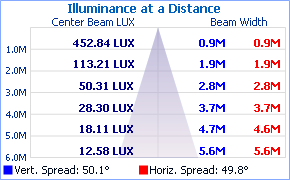 Illuminance at a Distance
Center Beam LUX Beam Width
1.0M 452.84 LUX 0.9M 0.9M
2.0M 113.21 LUX 1.9M 1.9M
3.0M 50.31 LUX 2.8M 2.8M
4.0M 28.30 LUX 3.7M 3.7M
5.0M 18.11 LUX 4.7M 4.6M
6.0M 12.58 LUX 5.6M 5.6M
Vert. Spread: 50.1° Horiz. Spread: 49.8°